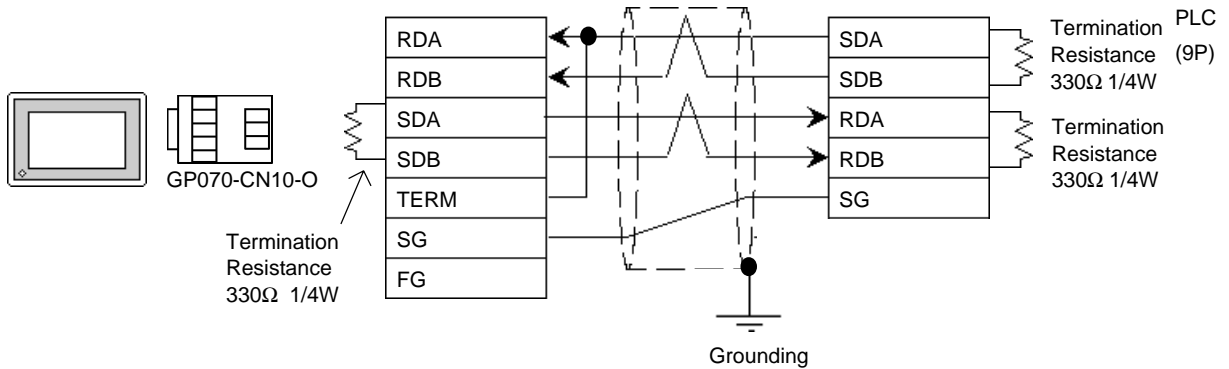 GP070-CN10-O
Termination
Resistance
330Ω 1/4W
RDA
RDB
SDA
SDB
TERM
SG
FG
Grounding
SDA
SDB
RDA
RDB
SG
Termination
Resistance
330Ω 1/4W
PLC
(9P)
Termination
Resistance
330Ω 1/4W